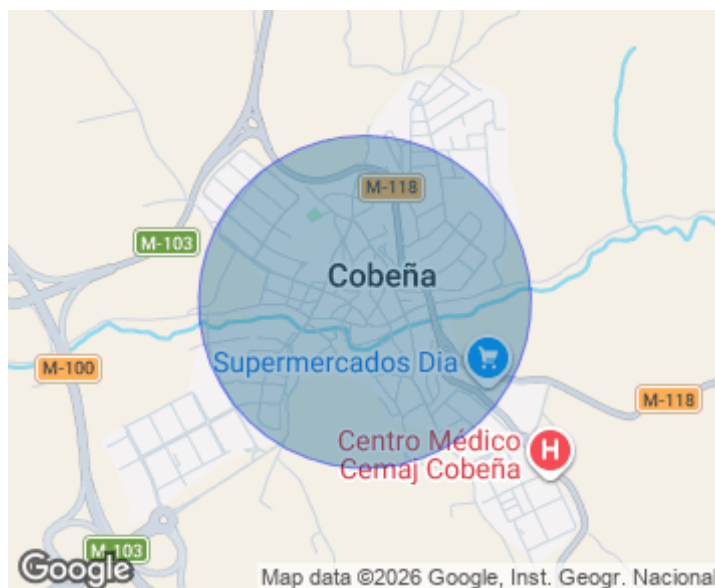 M-118
M-103
Cobeña
Supermercados Dia
M-100
M-118
Centro Médico
Cemaj Cobeña
H
M-103
Google
Map data ©2026 Google, Inst. Geogr. Nacional